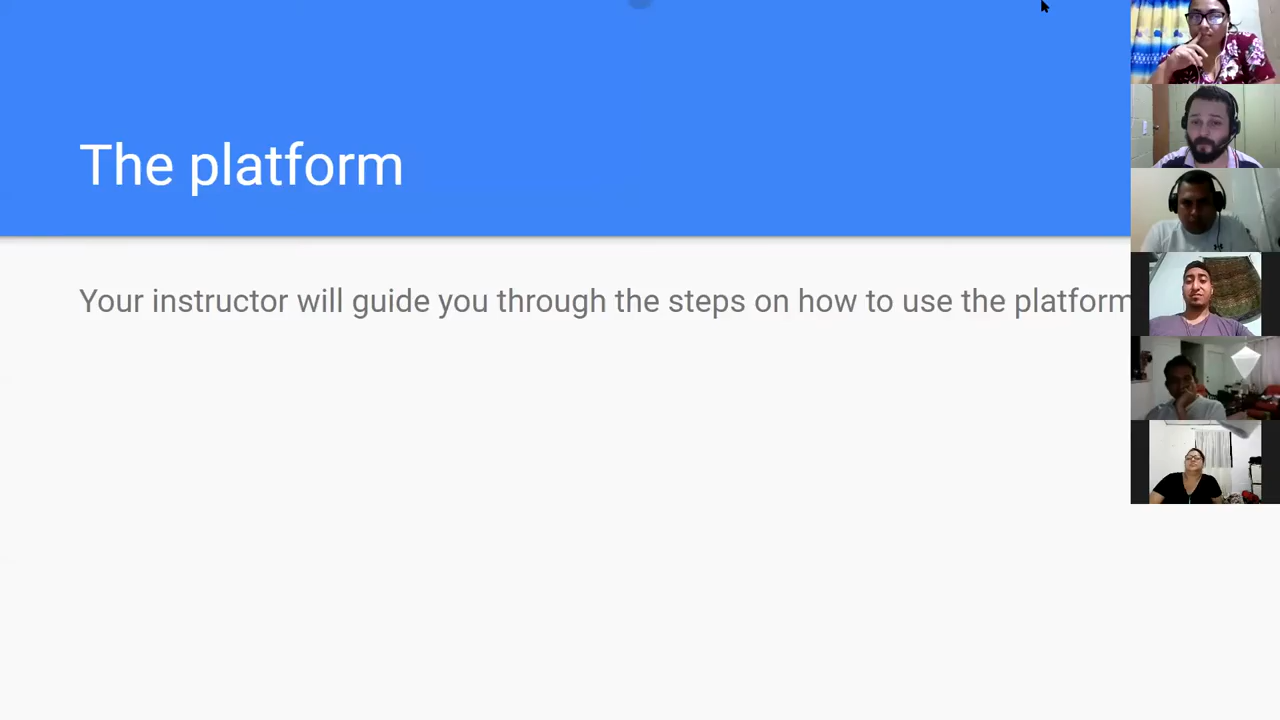 The platform
Your instructor will guide you through the steps on how to use the platform